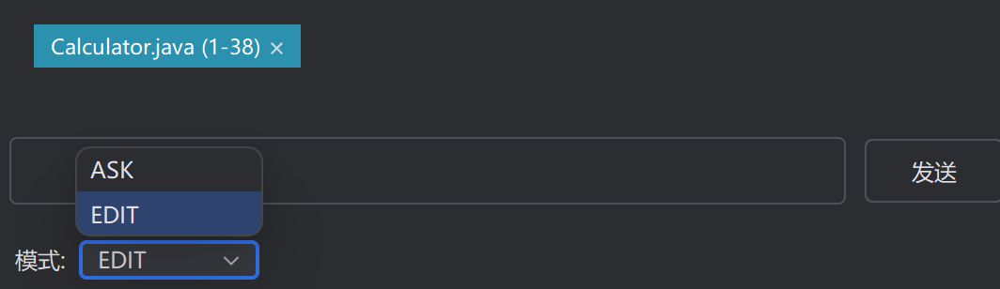 Calculator.java (1-38) ×
ASK
发送
EDIT
模式: EDIT